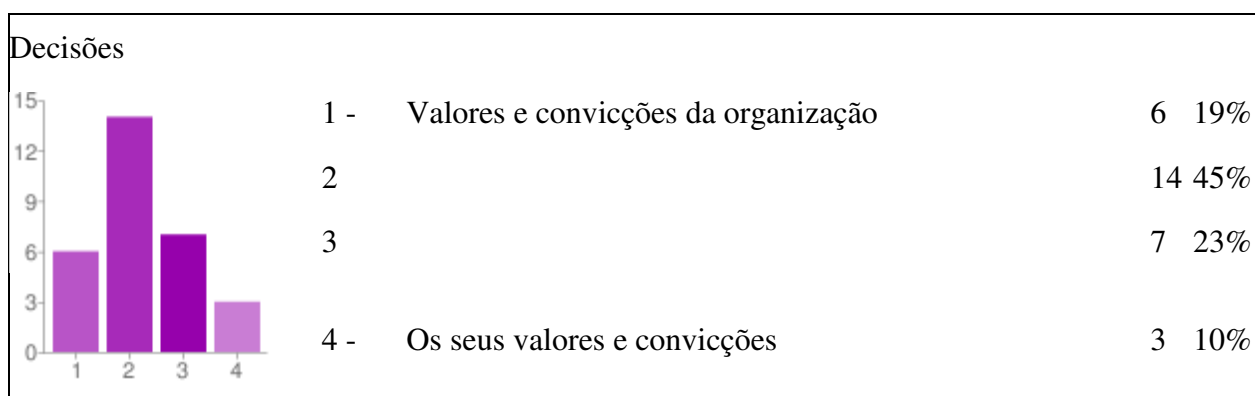 Decisões
15
12
9
6
3
0
1 2 3 4
1 - Valores e convicções da organização 6 19%
2 14 45%
3 7 23%
4 - Os seus valores e convicções 3 10%